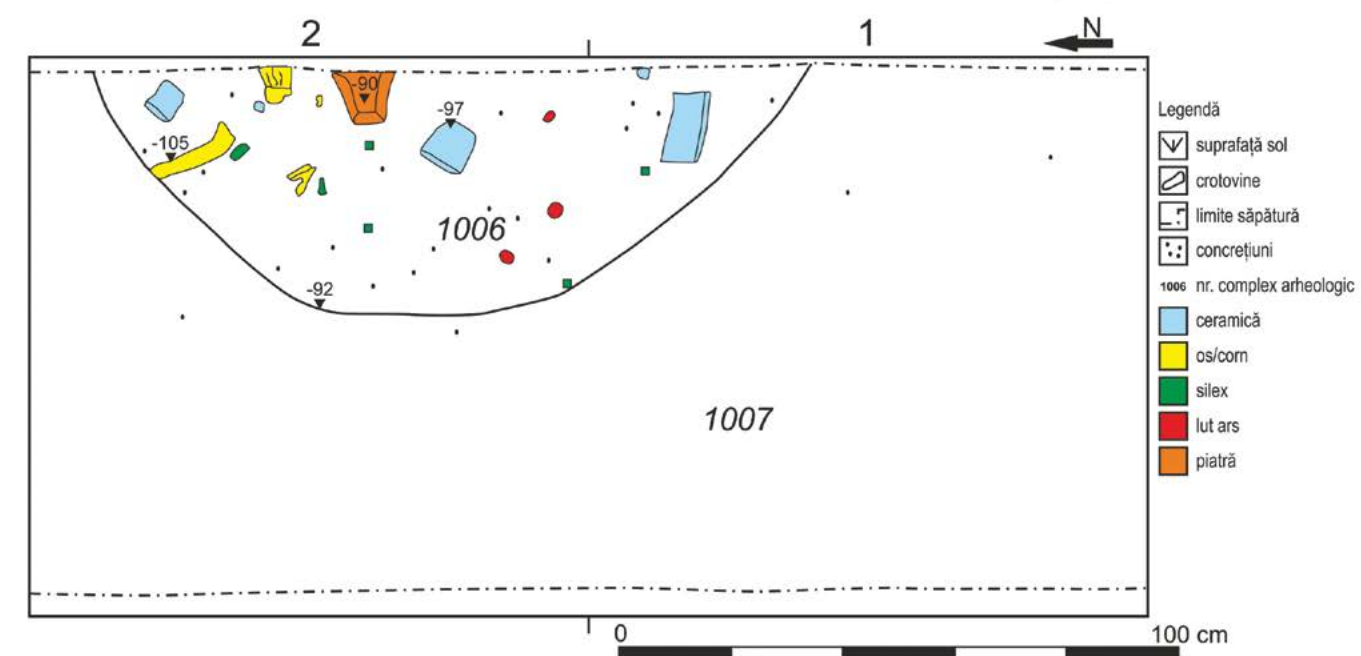 2
1
N
-90
-97
-105
1006
-92
1007
0
100 cm
Legendă
suprafață sol
crotovine
limite săpătură
concrețiuni
1006 nr. complex arheologic
ceramică
os/corn
silex
lut ars
piatră